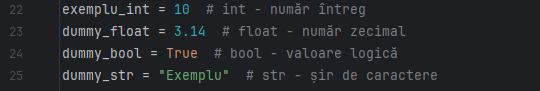 22 exemplu_int = 10  # int - număr întreg
23 dummy_float = 3.14  # float - număr zecimal
24 dummy_bool = True  # bool - valoare logică
25 dummy_str = "Exemplu"  # str - șir de caractere